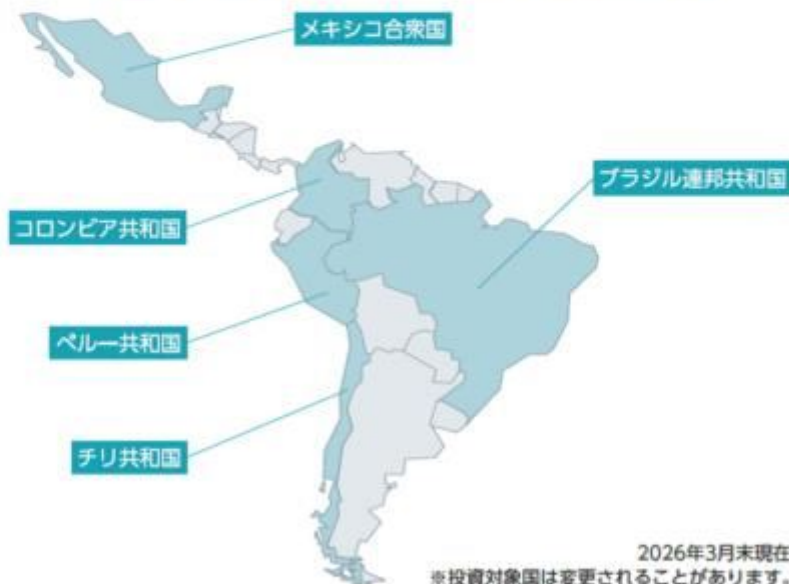 メキシコ合衆国
ブラジル連邦共和国
コロンビア共和国
ペルー共和国
チリ共和国
2026年3月末現在
※投資対象国は変更されることがあります。